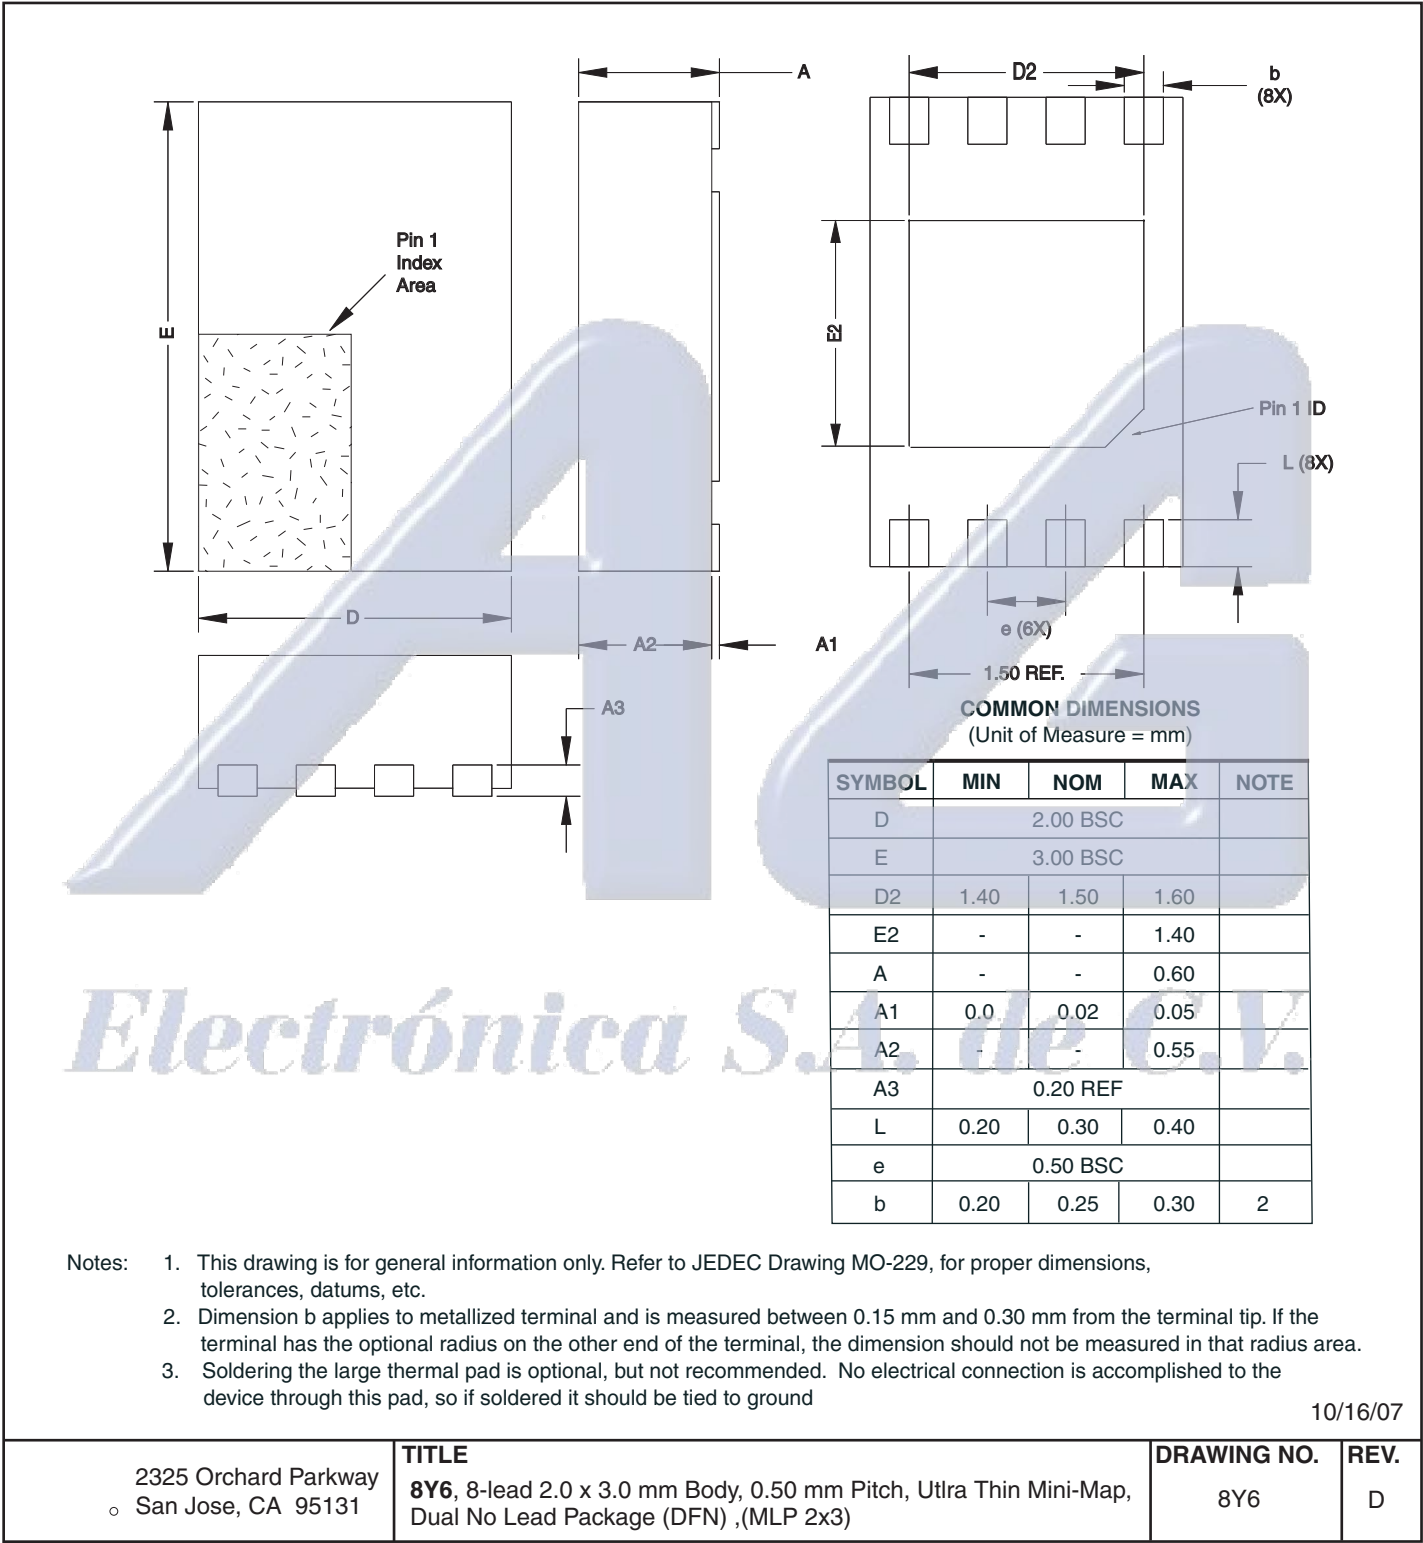 A
D2
b
(8X)
Pin 1
Index
Area
E
E2
Pin 1 ID
L (8X)
D
e (6X)
A2
A1
1.50 REF.
A3
COMMON DIMENSIONS
(Unit of Measure = mm)
SYMBOL MIN NOM MAX NOTE
D 2.00 BSC
E 3.00 BSC
D2 1.40 1.50 1.60
E2 - - 1.40
A - - 0.60
A1 0.0 0.02 0.05
A2 - - 0.55
A3 0.20 REF
L 0.20 0.30 0.40
e 0.50 BSC
b 0.20 0.25 0.30 2
Electrónica S.A. de C.V.
Notes: 1. This drawing is for general information only. Refer to JEDEC Drawing MO-229, for proper dimensions,
tolerances, datums, etc.
2. Dimension b applies to metallized terminal and is measured between 0.15 mm and 0.30 mm from the terminal tip. If the
terminal has the optional radius on the other end of the terminal, the dimension should not be measured in that radius area.
3. Soldering the large thermal pad is optional, but not recommended. No electrical connection is accomplished to the
device through this pad, so if soldered it should be tied to ground
10/16/07
2325 Orchard Parkway
San Jose, CA 95131
TITLE
8Y6, 8-lead 2.0 x 3.0 mm Body, 0.50 mm Pitch, Utlra Thin Mini-Map,
Dual No Lead Package (DFN) ,(MLP 2x3)
DRAWING NO.
8Y6
REV.
D